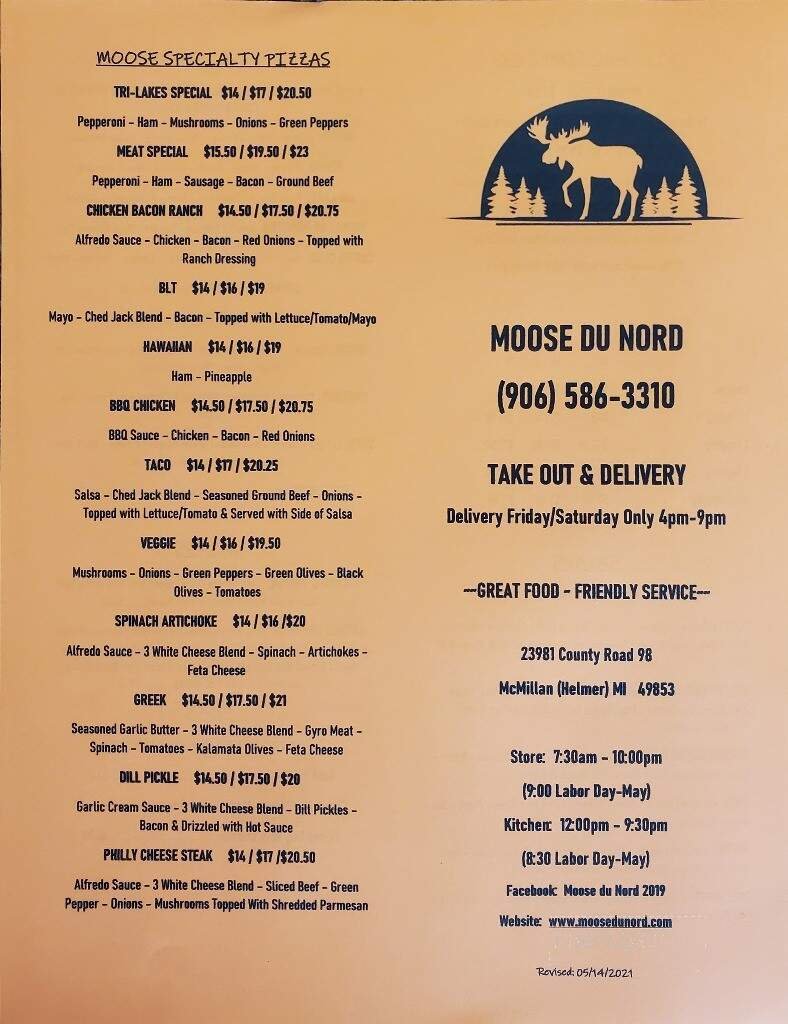 MOOSE SPECIALTY PIZZAS
TRI-LAKES SPECIAL $14 / $17 / $20.50
Pepperoni – Ham – Mushrooms – Onions – Green Peppers
MEAT SPECIAL $15.50 / $19.50 / $23
Pepperoni – Ham – Sausage – Bacon – Ground Beef
CHICKEN BACON RANCH $14.50 / $17.50 / $20.75
Alfredo Sauce – Chicken – Bacon – Red Onions – Topped with
Ranch Dressing
BLT $14 / $16 / $19
Mayo – Ched Jack Blend – Bacon – Topped with Lettuce/Tomato/Mayo
HAWAIIAN $14 / $16 / $19
Ham – Pineapple
BBQ CHICKEN $14.50 / $17.50 / $20.75
BBQ Sauce – Chicken – Bacon – Red Onions
TACO $14 / $17 / $20.25
Salsa – Ched Jack Blend – Seasoned Ground Beef – Onions –
Topped with Lettuce/Tomato & Served with Side of Salsa
VEGGIE $14 / $16 / $19.50
Mushrooms – Onions – Green Peppers – Green Olives – Black
Olives – Tomatoes
SPINACH ARTICHOKE $14 / $16 /$20
Alfredo Sauce – 3 White Cheese Blend – Spinach – Artichokes –
Feta Cheese
GREEK $14.50 / $17.50 / $21
Seasoned Garlic Butter – 3 White Cheese Blend – Gyro Meat –
Spinach – Tomatoes – Kalamata Olives – Feta Cheese
DILL PICKLE $14.50 / $17.50 / $20
Garlic Cream Sauce – 3 White Cheese Blend – Dill Pickles –
Bacon & Drizzled with Hot Sauce
PHILLY CHEESE STEAK $14 / $17 /$20.50
Alfredo Sauce – 3 White Cheese Blend – Sliced Beef – Green
Pepper – Onions – Mushrooms Topped With Shredded Parmesan
MOOSE DU NORD
(906) 586-3310
TAKE OUT & DELIVERY
Delivery Friday/Saturday Only 4pm-9pm
---GREAT FOOD - FRIENDLY SERVICE---
23981 County Road 98
McMillan (Helmer) MI 49853
Store: 7:30am - 10:00pm
(9:00 Labor Day-May)
Kitchen: 12:00pm - 9:30pm
(8:30 Labor Day-May)
Facebook: Moose du Nord 2019
Website: www.moosedunord.com
Revised: 05/14/2021